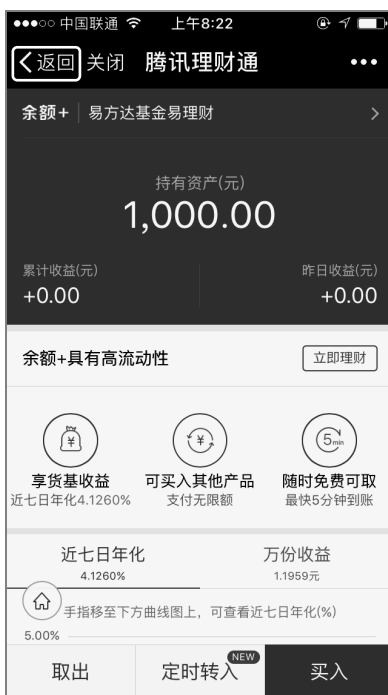 中国联通 上午8:22
返回 关闭 腾讯理财通
余额+ 易方达基金易理财
持有资产(元)
1,000.00
累计收益(元) 昨日收益(元)
+0.00 +0.00
余额+具有高流动性 立即理财
5min
享货基收益 可买入其他产品 随时免费可取
近七日年化4.1260% 支付无限额 最快5分钟到账
近七日年化 万份收益
4.1260% 1.1959元
手指移至下方曲线图上，可查看近七日年化(%)
5.00%
取出 定时转入 NEW 买入